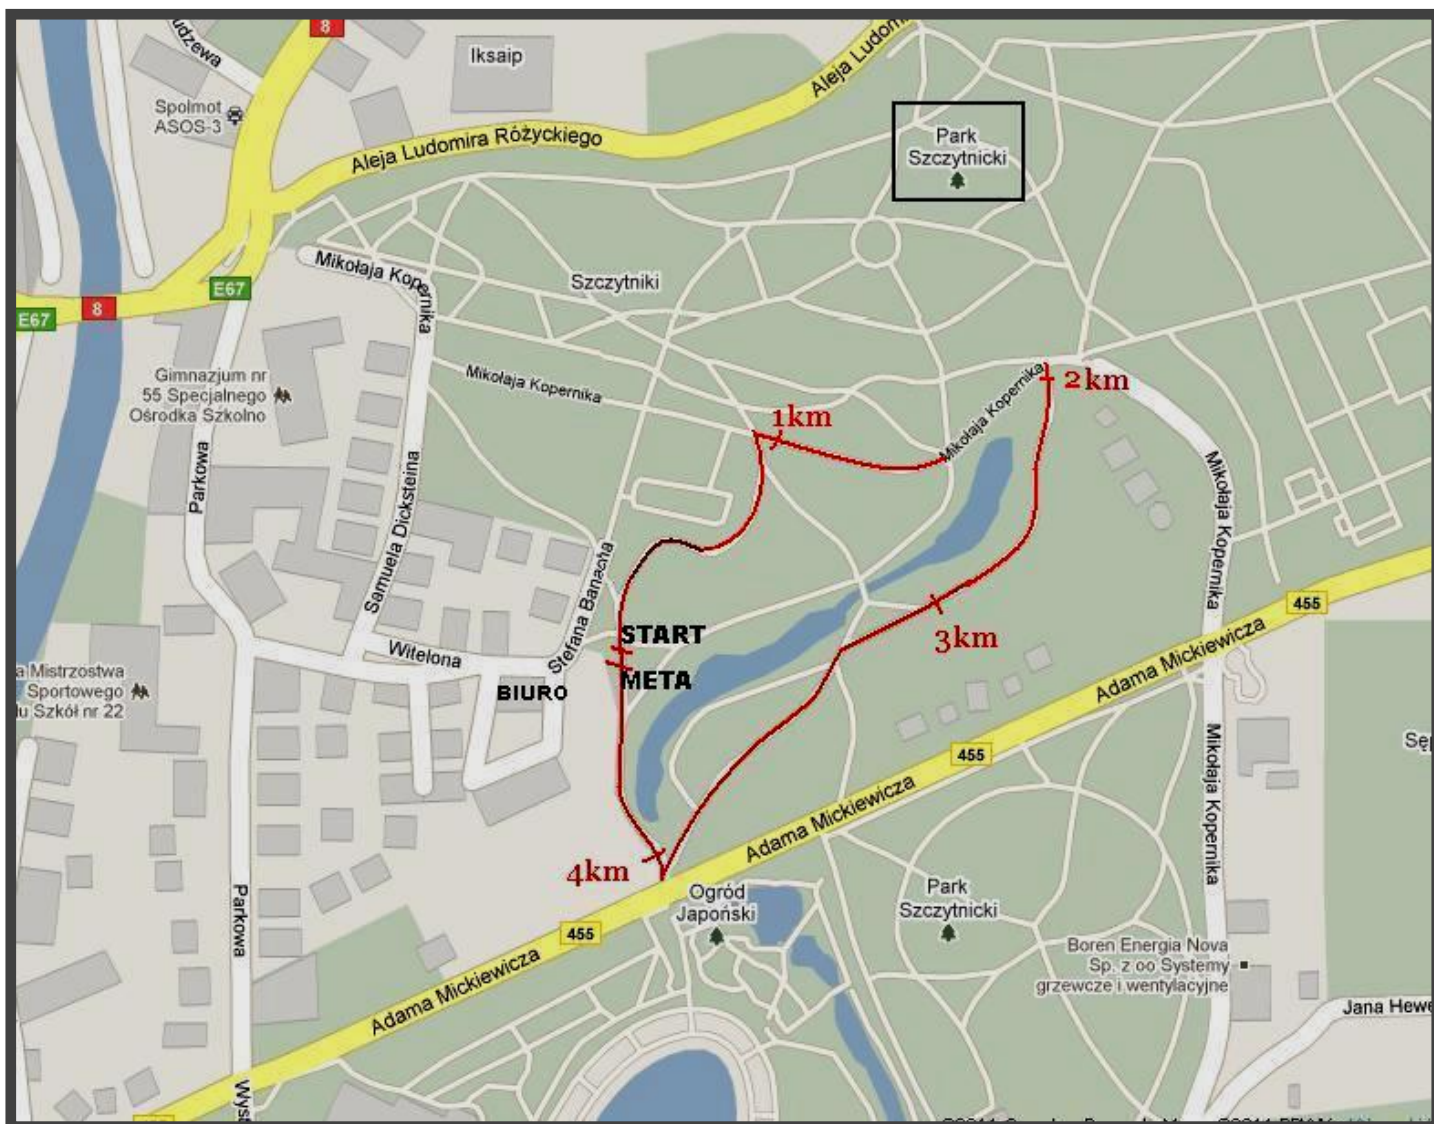 8
udzewa
Iksaip
Aleja Ludom
Spolmot
ASOS-3
Aleja Ludomira Różyckiego
Park
Szczytnicki
Mikołaja Kopernika
Szczytniki
E67
8
E67
Mikołaja Kopernika
Mikołaja Kopernika
2km
Gimnazjum nr
55 Specjalnego
Ośrodka Szkolno
1km
Parkowa
Samuela Dicksteina
Mikołaja Kopernika
Stefana Banacha
455
START
3km
Witelona
META
BIURO
a Mistrzostwa
Sportowego
łu Szkół nr 22
Adama Mickiewicza
455
Mikołaja Kopernika
Sęp
Adama Mickiewicza
4km
Ogród
Japoński
Park
Szczytnicki
Parkowa
455
Adama Mickiewicza
Boren Energia Nova
Sp. z oo Systemy
grzewcze i wentylacyjne
Jana Hewe
Wyst